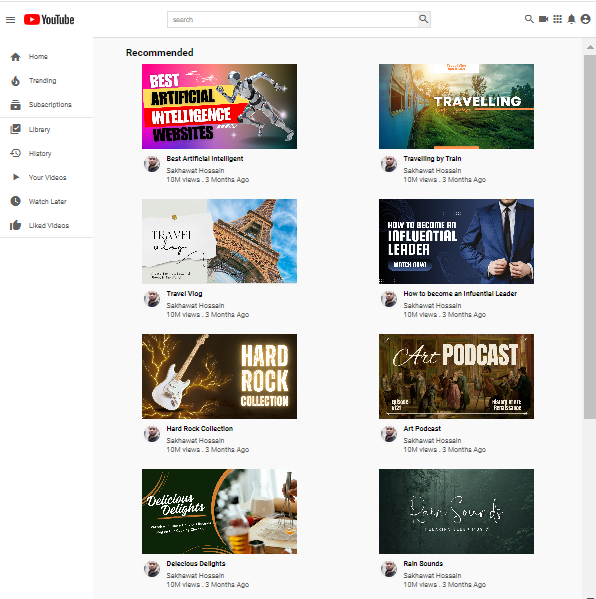 YouTube
search
Home
Trending
Subscriptions
Library
History
Your Videos
Watch Later
Liked Videos
Recommended
BEST
ARTIFICIAL
INTELLIGENCE
WEBSITES
Best Artificial Intelligent
Sakhawat Hossain
10M views . 3 Months Ago
TRAVELLING
Travelling by Train
Sakhawat Hossain
10M views . 3 Months Ago
TRAVEL
vlog
Travel Vlog
Sakhawat Hossain
10M views . 3 Months Ago
HOW TO BECOME AN
INFLUENTIAL
LEADER
WATCH NOW!
How to become an Infuential Leader
Sakhawat Hossain
10M views . 3 Months Ago
HARD
ROCK
COLLECTION
Hard Rock Collection
Sakhawat Hossain
10M views . 3 Months Ago
Art PODCAST
Episode
History of Art:
Renaissance
Art Podcast
Sakhawat Hossain
10M views . 3 Months Ago
Delicious
Delights
Delecious Delights
Sakhawat Hossain
10M views . 3 Months Ago
Rain Sounds
Rain Sounds
Sakhawat Hossain
10M views . 3 Months Ago